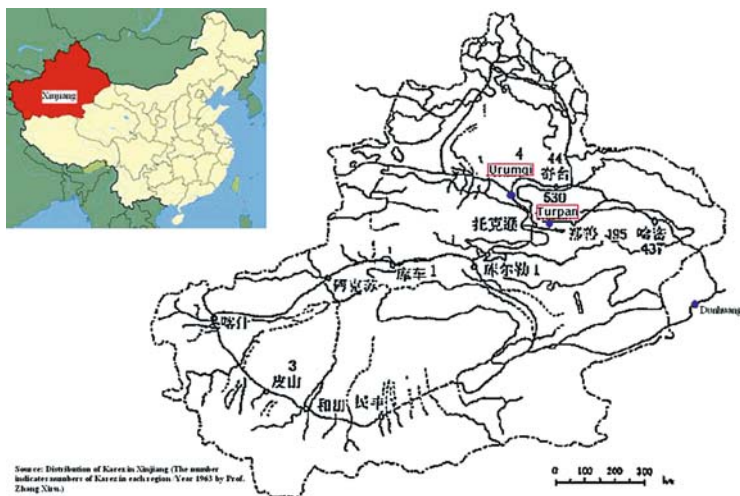 Xinjiang
4
Urumqi
44
奇台
530
Turpan
托克逊
鄯善 495
哈密
437
库车 1
库尔勒 1
阿克苏
喀什
Dunhuang
3
皮山
和田
民丰
Source: Distribution of Karez in Xinjiang (The number
indicates numbers of Karez in each region /Year 1963 by Prof.
Zhang Xiru.)
0 100 200 300